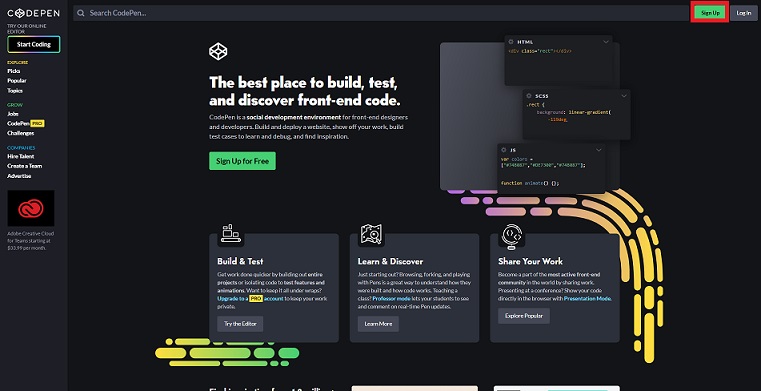 CODEPEN
TRY OUR ONLINE
EDITOR
Start Coding
EXPLORE
Picks
Popular
Topics
GROW
Jobs
CodePen PRO
Challenges
COMPANIES
Hire Talent
Create a Team
Advertise
Adobe Creative Cloud
for Teams starting at
$33.99 per month.
Search CodePen...
Sign Up
Log In
The best place to build, test,
and discover front-end code.
CodePen is a social development environment for front-end designers
and developers. Build and deploy a website, show off your work, build
test cases to learn and debug, and find inspiration.
Sign Up for Free
HTML
<div class="rect"></div>
SCSS
.rect {
background: linear-gradient(
JS
var colors =
Function animate() {};
Build & Test
Get work done quicker by building out entire
projects or isolating code to test features and
animations. Want to keep it all under wraps?
Upgrade to a PRO account to keep your work
private.
Try the Editor
Learn & Discover
Just starting out? Browsing, forking, and playing
with Pens is a great way to understand how they
were built and how code works. Teaching a
class? Professor mode lets your students to see
and comment on real-time Pen updates.
Learn More
Share Your Work
Become a part of the most active front-end
community in the world by sharing work.
Presenting at a conference? Show your code
directly in the browser with Presentation Mode.
Explore Popular